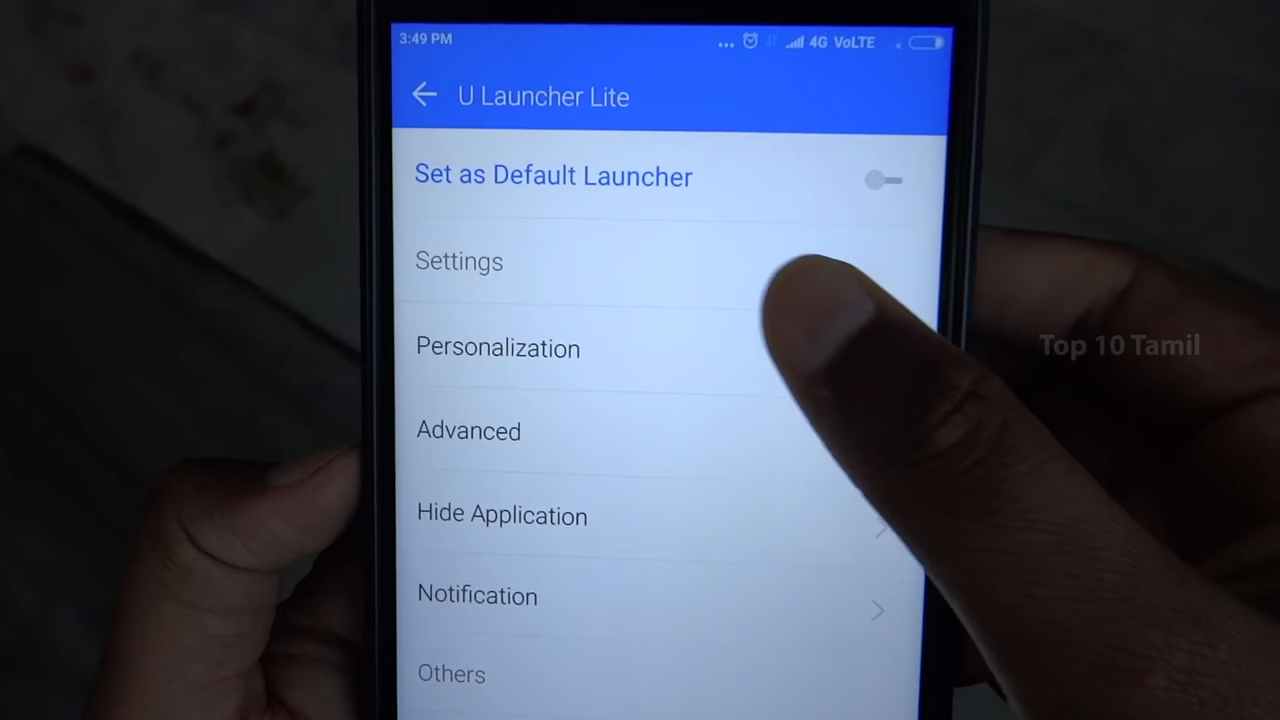 3:49 PM
4G VoLTE
U Launcher Lite
Set as Default Launcher
Settings
Personalization
Top 10 Tamil
Advanced
Hide Application
Notification
Others